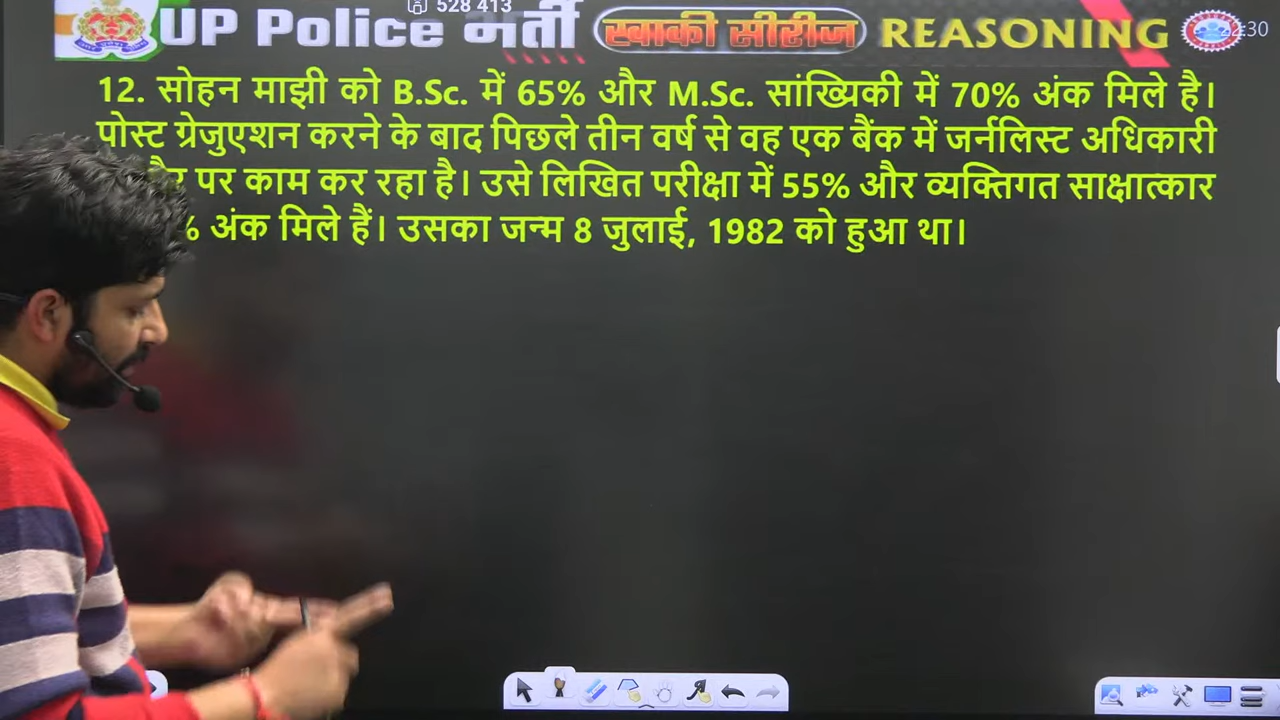 528 413
UP Police भर्ती खाकी सीरीज REASONING
:30
12. सोहन माझी को B.Sc. में 65% और M.Sc. सांख्यिकी में 70% अंक मिले है।
पोस्ट ग्रेजुएशन करने के बाद पिछले तीन वर्ष से वह एक बैंक में जर्नलिस्ट अधिकारी
पर काम कर रहा है। उसे लिखित परीक्षा में 55% और व्यक्तिगत साक्षात्कार
% अंक मिले हैं। उसका जन्म 8 जुलाई, 1982 को हुआ था।